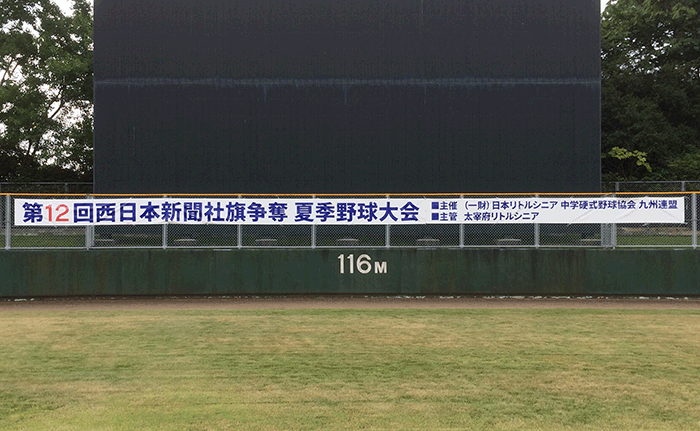 第12回西日本新聞社旗争奪 夏季野球大会
■主催 (一財)日本リトルシニア 中学硬式野球協会 九州連盟
■主管 太宰府リトルシニア
116M